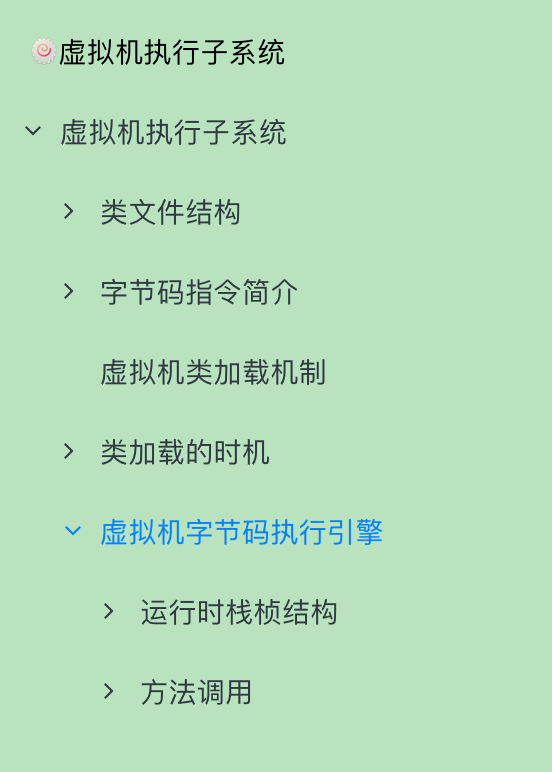 虚拟机执行子系统
虚拟机执行子系统
类文件结构
字节码指令简介
虚拟机类加载机制
类加载的时机
虚拟机字节码执行引擎
运行时栈桢结构
方法调用